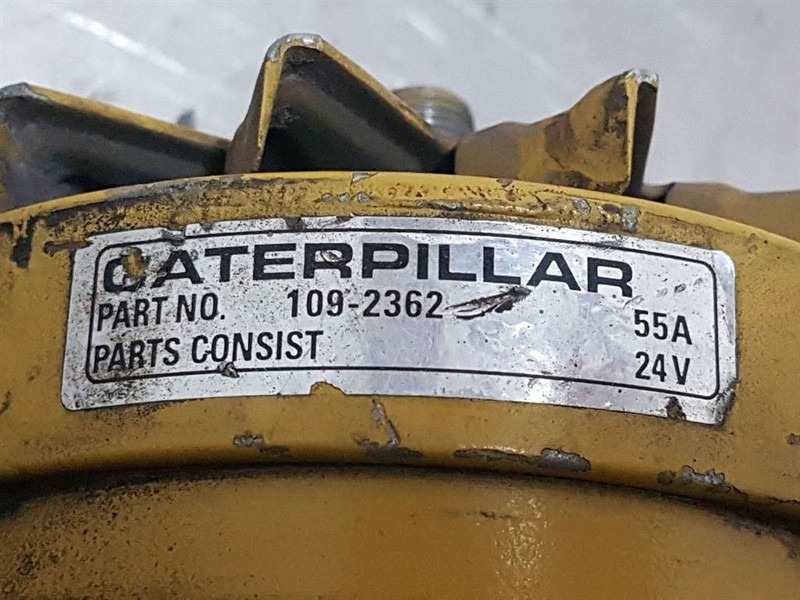 CATERPILLAR
PART NO. 109-2362 55A
PARTS CONSIST 24V